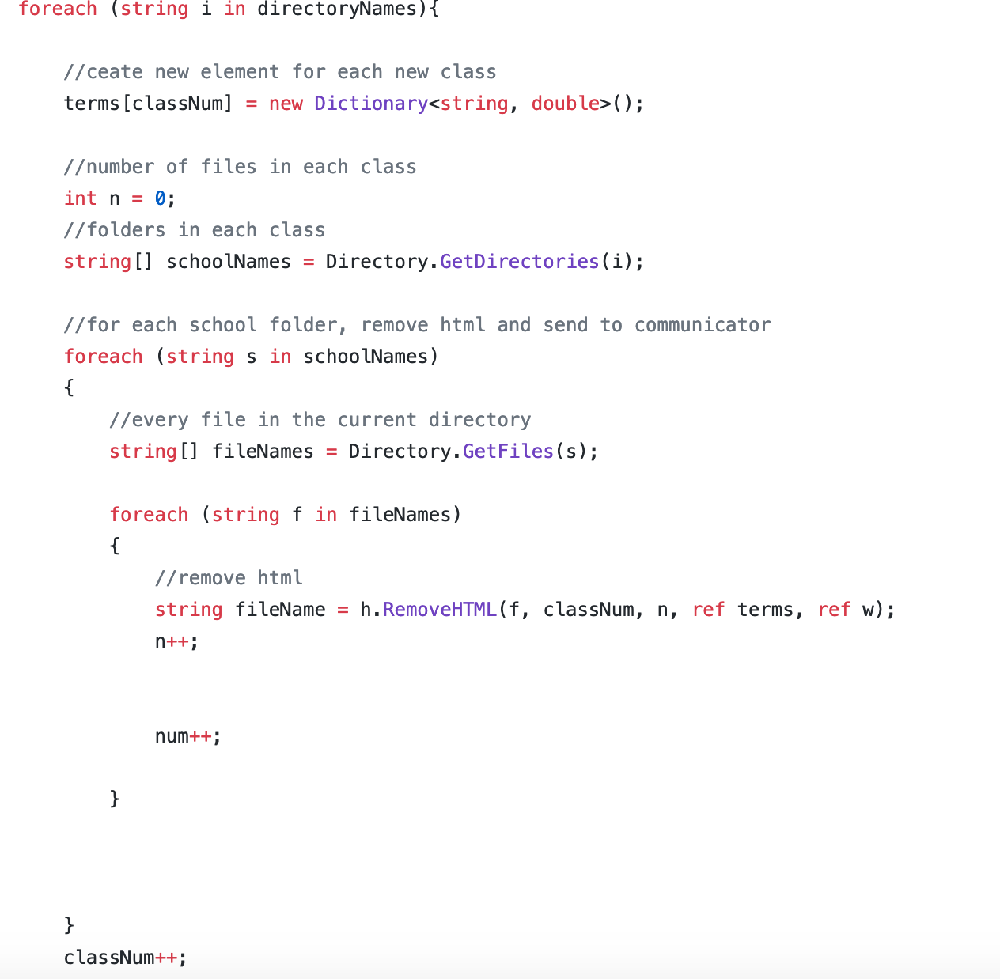 foreach (string i in directoryNames){
//ceate new element for each new class
terms[classNum] = new Dictionary<string, double>();
//number of files in each class
int n = 0;
//folders in each class
string[] schoolNames = Directory.GetDirectories(i);
//for each school folder, remove html and send to communicator
foreach (string s in schoolNames)
{
//every file in the current directory
string[] fileNames = Directory.GetFiles(s);
foreach (string f in fileNames)
{
//remove html
string fileName = h.RemoveHTML(f, classNum, n, ref terms, ref w);
n++;
num++;
}
}
classNum++;